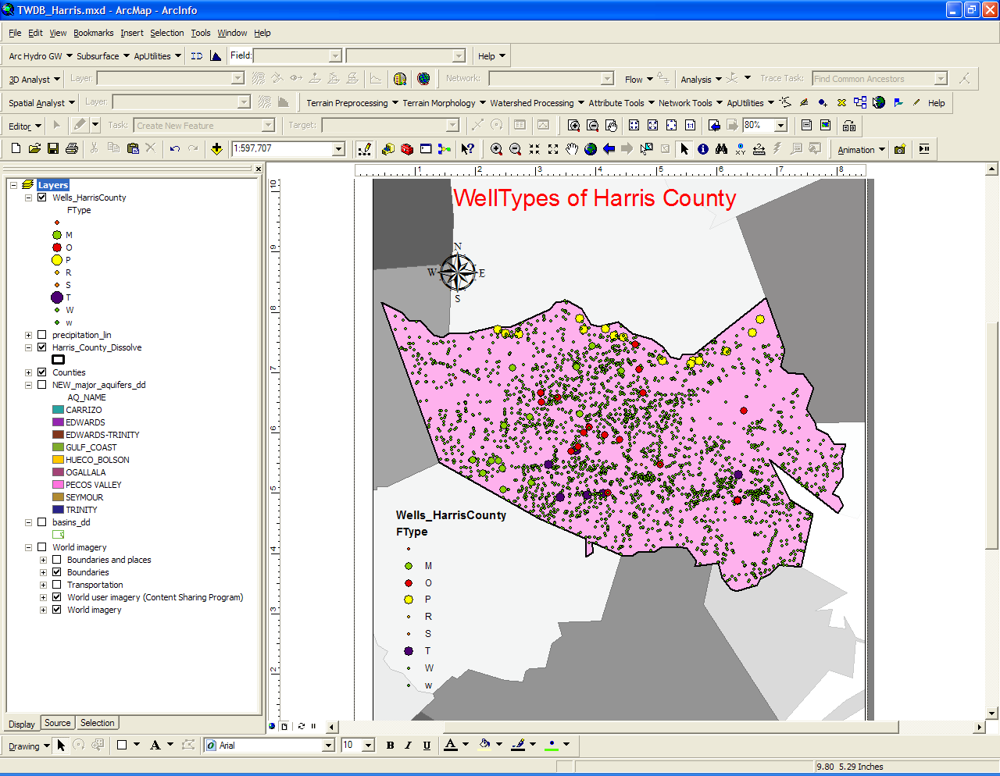 TWDB_Harris.mxd - ArcMap - ArcInfo
File Edit View Bookmarks Insert Selection Tools Window Help
Arc Hydro GW Subsurface ApUtilities ID Field: Help
3D Analyst Layer: Network: Flow Analysis Trace Task: Find Common Ancestors
Spatial Analyst Layer: Terrain Preprocessing Terrain Morphology Watershed Processing Attribute Tools Network Tools ApUtilities Help
Editor Task: Create New Feature Target: 1:1 80%
1:597,707 Animation
Layers
Wells_HarrisCounty
FType
M
O
P
R
S
T
W
w
precipitation_lin
Harris_County_Dissolve
Counties
NEW_major_aquifers_dd
AQ_NAME
CARRIZO
EDWARDS
EDWARDS-TRINITY
GULF_COAST
HUECO_BOLSON
OGALLALA
PECOS VALLEY
SEYMOUR
TRINITY
basins_dd
World imagery
Boundaries and places
Boundaries
Transportation
World user imagery (Content Sharing Program)
World imagery
Display Source Selection
1 2 3 4 5 6 7 8
10
9
8
7
6
5
4
3
2
WellTypes of Harris County
N
W E
S
Wells_HarrisCounty
FType
M
O
P
R
S
T
W
w
Drawing A Arial 10 B I U A
9.80 5.29 Inches